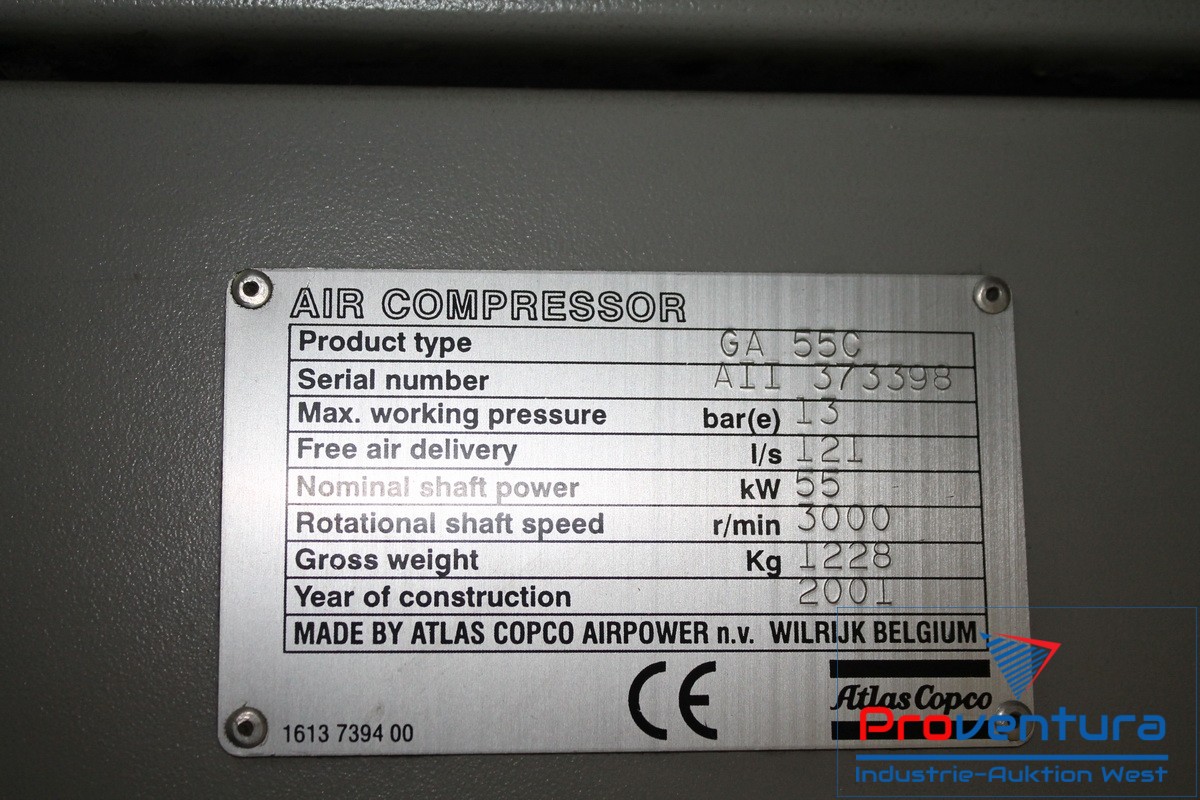 AIR COMPRESSOR
Product type GA 55C
Serial number AII 373398
Max. working pressure bar(e) 13
Free air delivery l/s 121
Nominal shaft power kW 55
Rotational shaft speed r/min 3000
Gross weight Kg 1228
Year of construction 2001
MADE BY ATLAS COPCO AIRPOWER n.v. WILRIJK BELGIUM
CE
Atlas Copco
1613 7394 00
Proventura
Industrie-Auktion West